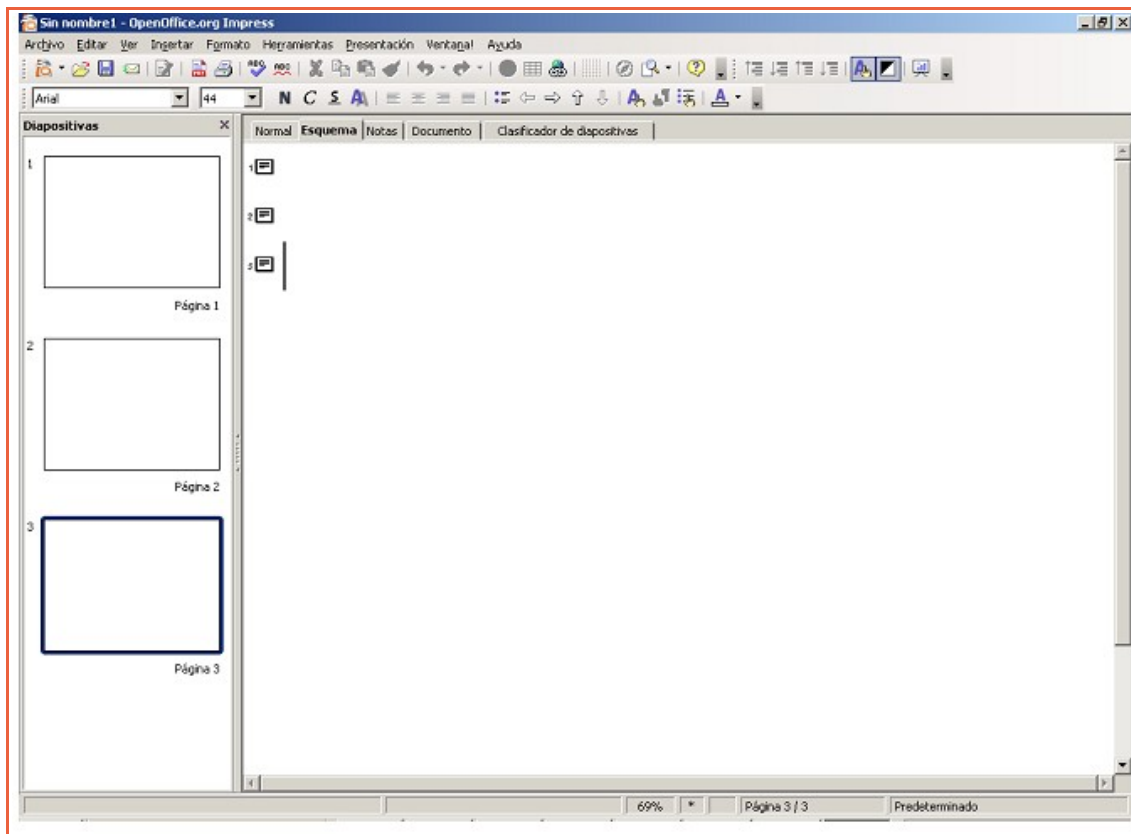 Sin nombre1 - OpenOffice.org Impress
Archivo Editar Ver Insertar Formato Herramientas Presentación Ventana! Ayuda
Arial 44 N C S A
Diapositivas
Normal Esquema Notas Documento Clasificador de diapositivas
1
1
2
Página 1
3
2
Página 2
3
Página 3
69% * Página 3 / 3 Predeterminado